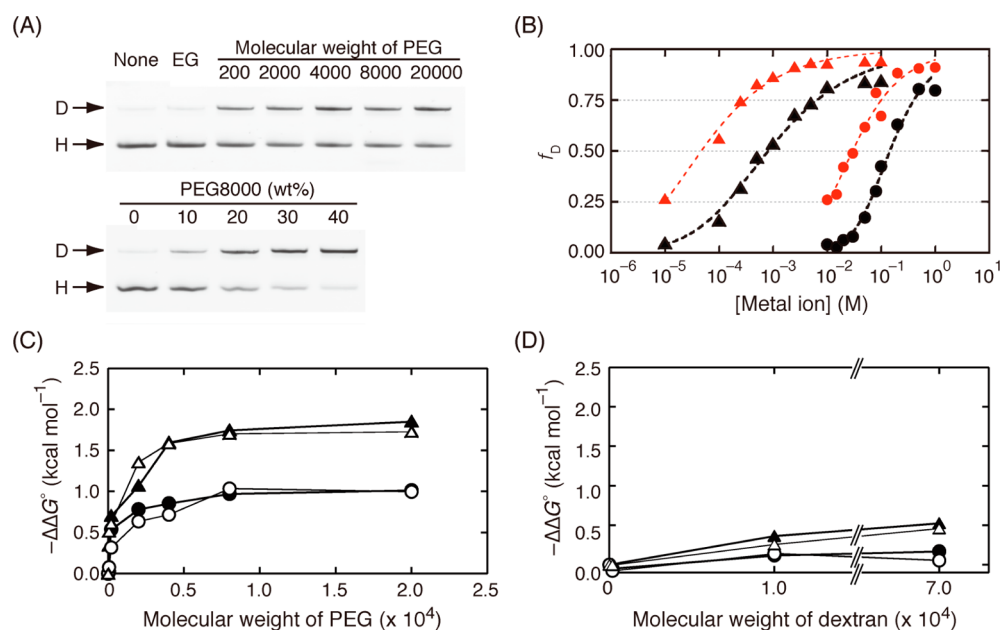 (A)
None EG Molecular weight of PEG
200 2000 4000 8000 20000
D
H
PEG8000 (wt%)
0 10 20 30 40
D
H
(B)
f_D
1.00
0.75
0.50
0.25
0.00
10⁻⁶ 10⁻⁵ 10⁻⁴ 10⁻³ 10⁻² 10⁻¹ 10⁰ 10¹
[Metal ion] (M)
(C)
−ΔΔG° (kcal mol⁻¹)
2.5
2.0
1.5
1.0
0.5
0.0
0 0.5 1.0 1.5 2.0 2.5
Molecular weight of PEG (x 10⁴)
(D)
−ΔΔG° (kcal mol⁻¹)
2.5
2.0
1.5
1.0
0.5
0.0
0 1.0 7.0
Molecular weight of dextran (x 10⁴)